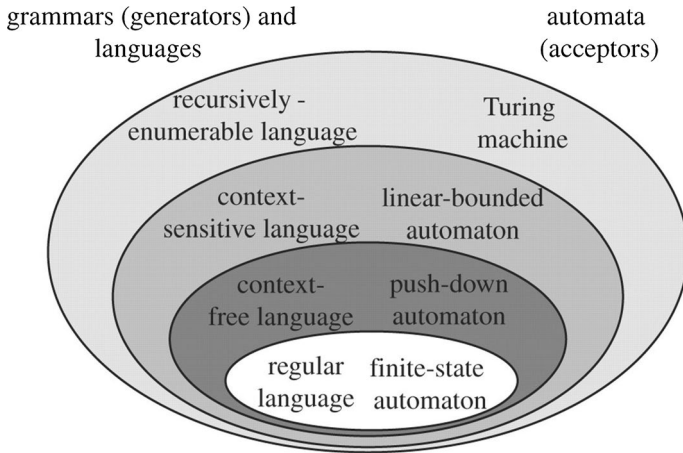 grammars (generators) and
languages
automata
(acceptors)
recursively -
enumerable language
Turing
machine
context-
sensitive language
linear-bounded
automaton
context-
free language
push-down
automaton
regular
language
finite-state
automaton